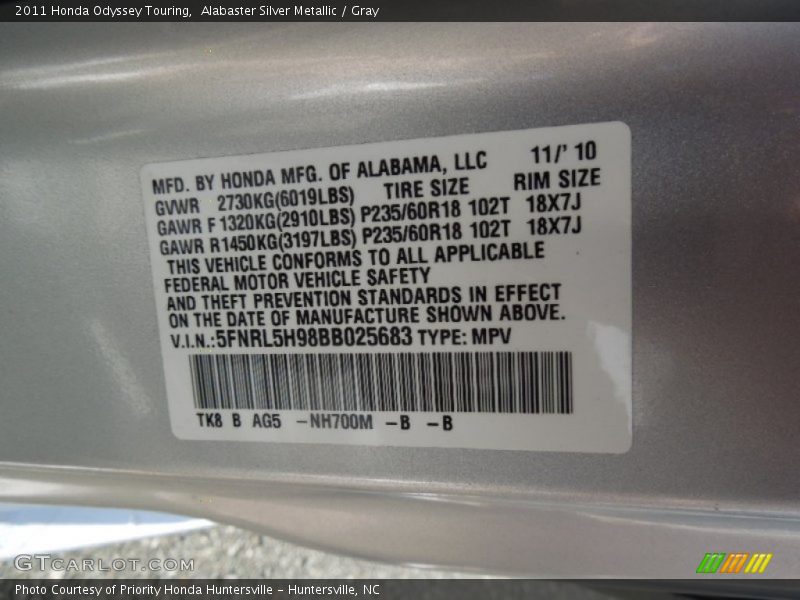 2011 Honda Odyssey Touring,  Alabaster Silver Metallic / Gray
MFD. BY HONDA MFG. OF ALABAMA, LLC 11/' 10
GVWR 2730KG(6019LBS) TIRE SIZE RIM SIZE
GAWR F 1320KG(2910LBS) P235/60R18 102T 18X7J
GAWR R1450KG(3197LBS) P235/60R18 102T 18X7J
THIS VEHICLE CONFORMS TO ALL APPLICABLE
FEDERAL MOTOR VEHICLE SAFETY
AND THEFT PREVENTION STANDARDS IN EFFECT
ON THE DATE OF MANUFACTURE SHOWN ABOVE.
V.I.N.:5FNRL5H98BB025683 TYPE: MPV
TK8 B AG5 -NH700M -B -B
GTCARLOT.COM
Photo Courtesy of Priority Honda Huntersville – Huntersville, NC